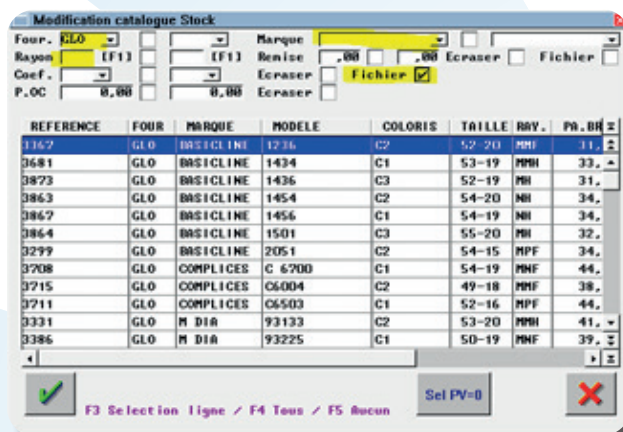 Modification catalogue Stock
Four. GLO Marque
Rayon [F1] [F1] Remise ,00 ,00 Ecraser Fichier
Coef. Ecraser Fichier
P.OC 0,00 0,00 Ecraser
REFERENCE FOUR MARQUE MODELE COLORIS TAILLE RAY. PA.BR
3367 GLO BASICLINE 1236 C2 52-20 MMF 31,
3681 GLO BASICLINE 1434 C1 53-19 MMH 33,
3873 GLO BASICLINE 1436 C3 52-19 MH 31,
3863 GLO BASICLINE 1454 C2 54-20 NH 34,
3867 GLO BASICLINE 1456 C1 54-19 NH 34,
3864 GLO BASICLINE 1501 C3 55-20 MH 32,
3299 GLO BASICLINE 2051 C2 54-15 MPF 34,
3708 GLO COMPLICES C 6700 C1 54-19 MNF 44,
3715 GLO COMPLICES C6004 C2 49-18 MMF 38,
3711 GLO COMPLICES C6503 C1 52-16 MPF 44,
3331 GLO M DIA 93133 C2 53-20 MMH 41,
3386 GLO M DIA 93225 C1 50-19 MNF 39,
F3 Selection ligne / F4 Tous / F5 Aucun
Sel PV=0